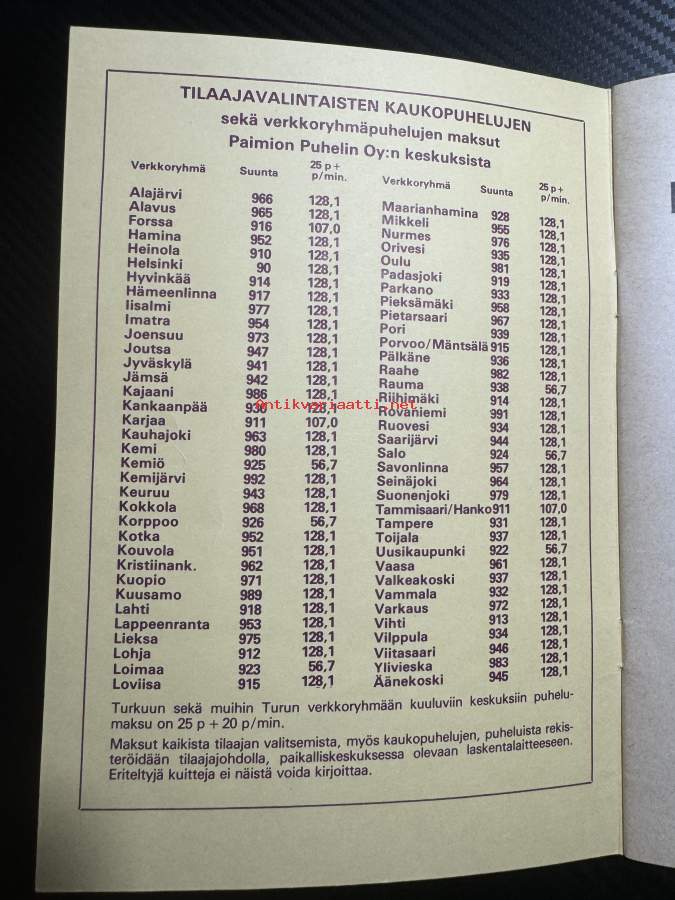 TILAAJAVALINTAISTEN KAUKOPUHELUJEN
sekä verkkoryhmäpuhelujen maksut
Paimion Puhelin Oy:n keskuksista
Verkkoryhmä Suunta 25 p + p/min.
Alajärvi 966 128,1
Alavus 965 128,1
Forssa 916 107,0
Hamina 952 128,1
Heinola 910 128,1
Helsinki 90 128,1
Hyvinkää 914 128,1
Hämeenlinna 917 128,1
Iisalmi 977 128,1
Imatra 954 128,1
Joensuu 973 128,1
Joutsa 947 128,1
Jyväskylä 941 128,1
Jämsä 942 128,1
Kajaani 986 128,1
Kankaanpää 930 128,1
Karjaa 911 107,0
Kauhajoki 963 128,1
Kemi 980 128,1
Kemiö 925 56,7
Kemijärvi 992 128,1
Keuruu 943 128,1
Kokkola 968 128,1
Korppoo 926 56,7
Kotka 952 128,1
Kouvola 951 128,1
Kristiinank. 962 128,1
Kuopio 971 128,1
Kuusamo 989 128,1
Lahti 918 128,1
Lappeenranta 953 128,1
Lieksa 975 128,1
Lohja 912 128,1
Loimaa 923 56,7
Loviisa 915 128,1
Verkkoryhmä Suunta 25 p + p/min.
Maarianhamina 928 128,1
Mikkeli 955 128,1
Nurmes 976 128,1
Orivesi 935 128,1
Oulu 981 128,1
Padasjoki 919 128,1
Parkano 933 128,1
Pieksämäki 958 128,1
Pietarsaari 967 128,1
Pori 939 128,1
Porvoo/Mäntsälä 915 128,1
Pälkäne 936 128,1
Raahe 982 128,1
Rauma 938 56,7
Riihimäki 914 128,1
Rovaniemi 991 128,1
Ruovesi 934 128,1
Saarijärvi 944 128,1
Salo 924 56,7
Savonlinna 957 128,1
Seinäjoki 964 128,1
Suonenjoki 979 128,1
Tammisaari/Hanko 911 107,0
Tampere 931 128,1
Toijala 937 128,1
Uusikaupunki 922 56,7
Vaasa 961 128,1
Valkeakoski 937 128,1
Vammala 932 128,1
Varkaus 972 128,1
Vihti 913 128,1
Vilppula 934 128,1
Viitasaari 946 128,1
Ylivieska 983 128,1
Äänekoski 945 128,1
Antikvariaatti.net
Turkuun sekä muihin Turun verkkoryhmään kuuluviin keskuksiin puhelu-
maksu on 25 p + 20 p/min.
Maksut kaikista tilaajan valitsemista, myös kaukopuhelujen, puheluista rekis-
teröidään tilaajajohdolla, paikalliskeskuksessa olevaan laskentalaitteeseen.
Eriteltyjä kuitteja ei näistä voida kirjoittaa.